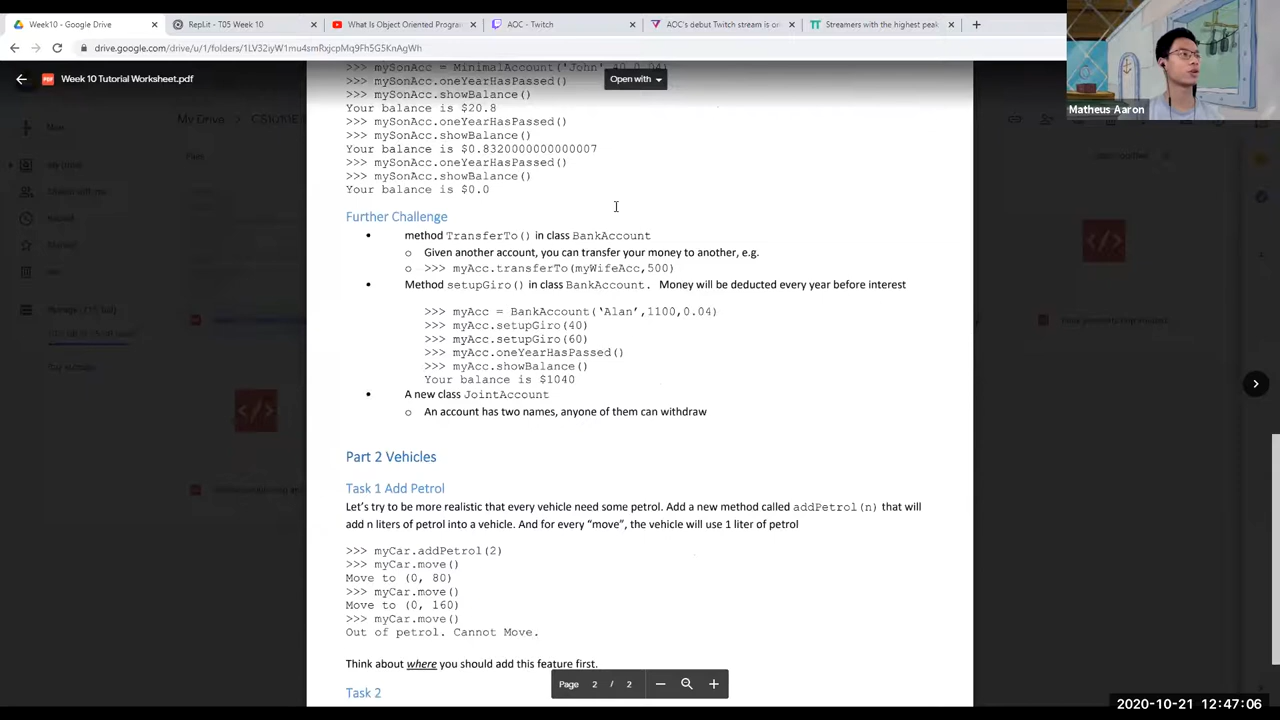 Week10 - Google Drive
RepLit - T05 Week 10
What Is Object Oriented Program
AOC - Twitch
AOC's debut Twitch stream is on
Streamers with the highest peak
drive.google.com/drive/u/1/folders/1LV32iyW1mu4smRxjcpMq9Fh5G5KnAgWh
Week 10 Tutorial Worksheet.pdf
Open with
Matheus Aaron
>>> mySonAcc = MinimalAccount('John',40,0.04)
>>> mySonAcc.oneYearHasPassed()
>>> mySonAcc.showBalance()
Your balance is $20.8
>>> mySonAcc.oneYearHasPassed()
>>> mySonAcc.showBalance()
Your balance is $0.8320000000000007
>>> mySonAcc.oneYearHasPassed()
>>> mySonAcc.showBalance()
Your balance is $0.0
Further Challenge
• method TransferTo() in class BankAccount
o Given another account, you can transfer your money to another, e.g.
o >>> myAcc.transferTo(myWifeAcc,500)
• Method setupGiro() in class BankAccount. Money will be deducted every year before interest
>>> myAcc = BankAccount(‘Alan’,1100,0.04)
>>> myAcc.setupGiro(40)
>>> myAcc.setupGiro(60)
>>> myAcc.oneYearHasPassed()
>>> myAcc.showBalance()
Your balance is $1040
• A new class JointAccount
o An account has two names, anyone of them can withdraw
Part 2 Vehicles
Task 1 Add Petrol
Let’s try to be more realistic that every vehicle need some petrol. Add a new method called addPetrol(n) that will
add n liters of petrol into a vehicle. And for every “move”, the vehicle will use 1 liter of petrol
>>> myCar.addPetrol(2)
>>> myCar.move()
Move to (0, 80)
>>> myCar.move()
Move to (0, 160)
>>> myCar.move()
Out of petrol. Cannot Move.
Think about where you should add this feature first.
Task 2
Page 2 / 2
2020-10-21 12:47:06